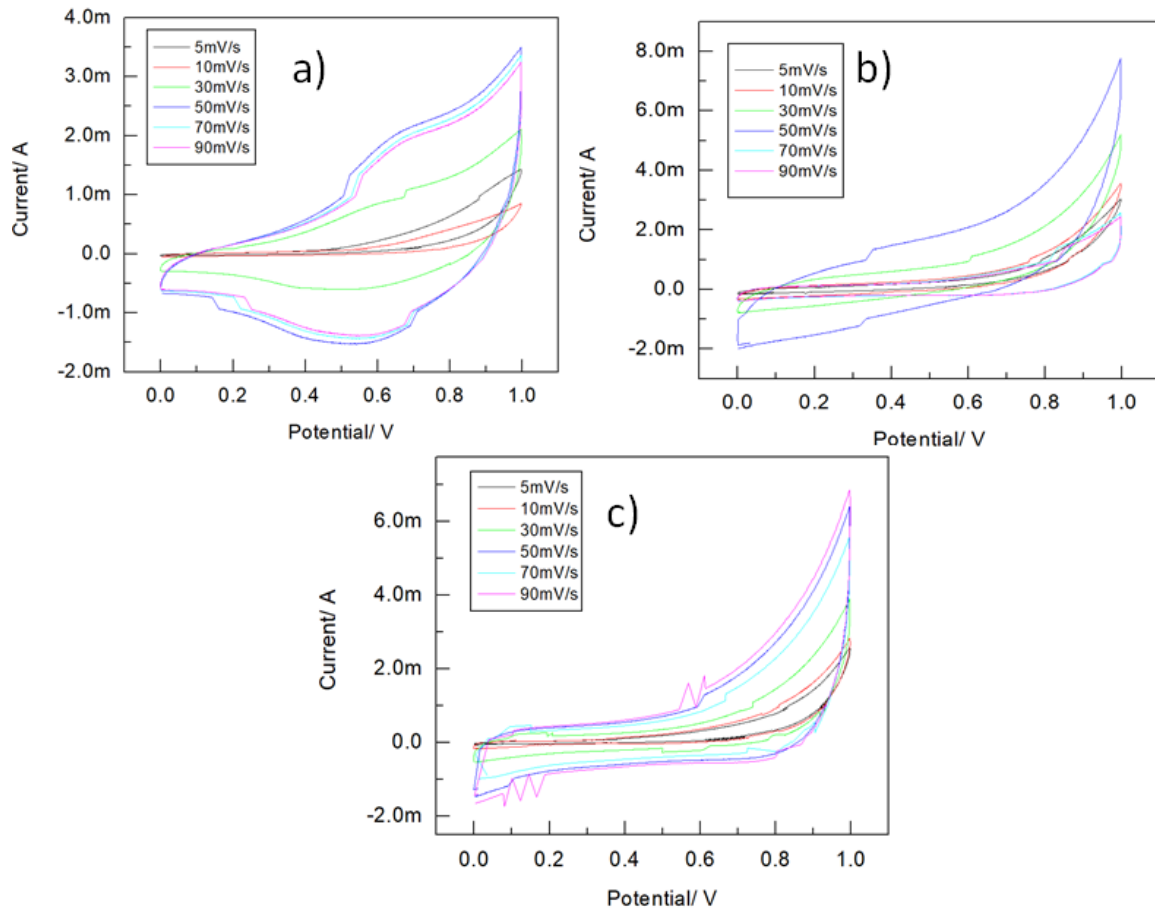 a)
4.0m
3.0m
2.0m
1.0m
0.0
-1.0m
-2.0m
Current/ A
5mV/s
10mV/s
30mV/s
50mV/s
70mV/s
90mV/s
0.0 0.2 0.4 0.6 0.8 1.0
Potential/ V
b)
8.0m
6.0m
4.0m
2.0m
0.0
-2.0m
Current/ A
5mV/s
10mV/s
30mV/s
50mV/s
70mV/s
90mV/s
0.0 0.2 0.4 0.6 0.8 1.0
Potential/ V
c)
6.0m
4.0m
2.0m
0.0
-2.0m
Current/ A
5mV/s
10mV/s
30mV/s
50mV/s
70mV/s
90mV/s
0.0 0.2 0.4 0.6 0.8 1.0
Potential/ V